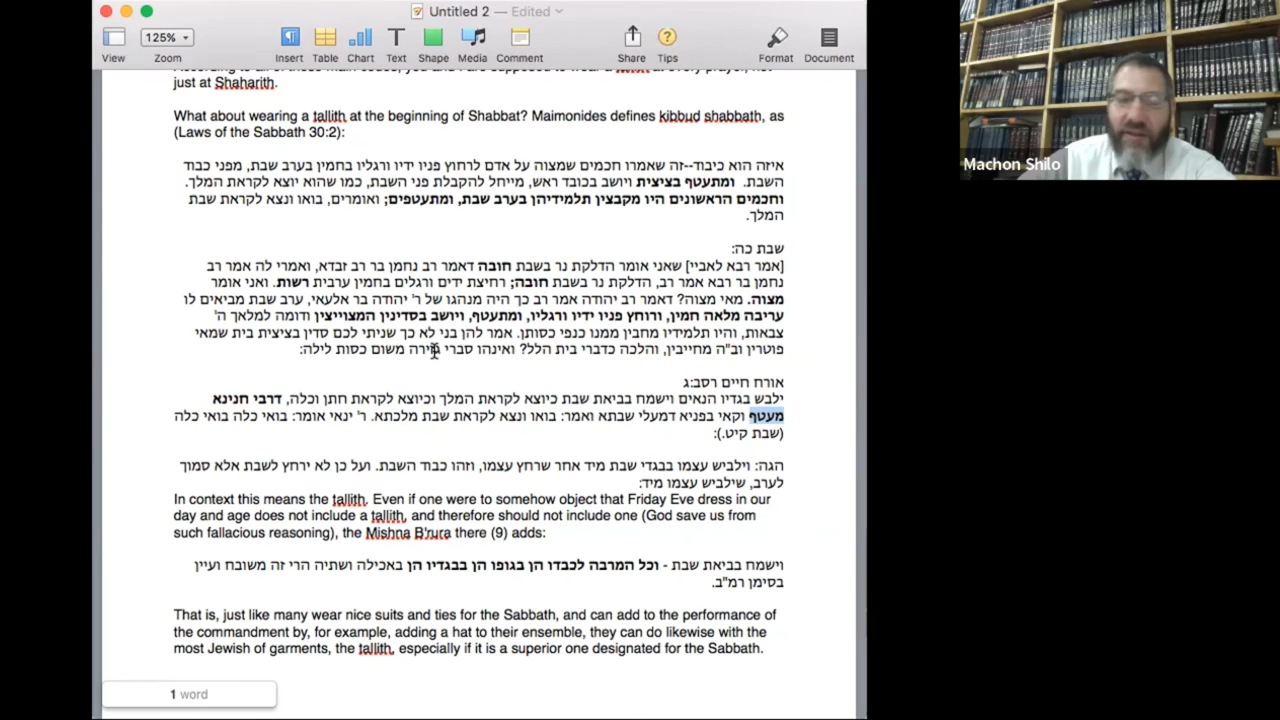 Untitled 2 — Edited
125%
View
Zoom
Insert
Table
Chart
Text
Shape
Media
Comment
Share
Tips
Format
Document
just at Shaharith.
What about wearing a tallith at the beginning of Shabbat? Maimonides defines kibbud shabbath, as
(Laws of the Sabbath 30:2):
איזה הוא כיבוד--זה שאמרו חכמים שמצוה על אדם לרחוץ פניו ידיו ורגליו בחמין בערב שבת, מפני כבוד
השבת. ומתעטף בציצית ויושב בכובד ראש, מייחל להקבלת פני השבת, כמו שהוא יוצא לקראת המלך.
וחכמים הראשונים היו מקבצין תלמידיהן בערב שבת, ומתעטפים; ואומרים, בואו ונצא לקראת שבת
המלך.
שבת כה:
[אמר רבא לאביי] שאני אומר הדלקת נר בשבת חובה דאמר רב נחמן בר רב זבדא, ואמרי לה אמר רב
נחמן בר רבא אמר רב, הדלקת נר בשבת חובה; רחיצת ידים ורגלים בחמין ערבית רשות. ואני אומר
מצוה. מאי מצוה? דאמר רב יהודה אמר רב כך היה מנהגו של ר' יהודה בר אלעאי, ערב שבת מביאים לו
עריבה מלאה חמין, ורוחץ פניו ידיו ורגליו, ומתעטף, ויושב בסדינין המצוייצין ודומה למלאך ה'
צבאות, והיו תלמידיו מחבין ממנו כנפי כסותן. אמר להן בני לא כך שניתי לכם סדין בציצית בית שמאי
פוטרין וב"ה מחייבין, והלכה כדברי בית הלל? ואינהו סברי משום כסות לילה:
אורח חיים רסב:ג
ילבש בגדיו הנאים וישמח בביאת שבת כיוצא לקראת המלך וכיוצא לקראת חתן וכלה, דרבי חנינא
מעטף וקאי בפניא דמעלי שבתא ואמר: בואו ונצא לקראת שבת מלכתא. ר' ינאי אומר: בואי כלה בואי כלה
(שבת קיט.):
הגה: וילביש עצמו בבגדי שבת מיד אחר שרחץ עצמו, וזהו כבוד השבת. ועל כן לא ירחץ לשבת אלא סמוך
לערב, שילביש עצמו מיד:
In context this means the tallith. Even if one were to somehow object that Friday Eve dress in our
day and age does not include a tallith, and therefore should not include one (God save us from
such fallacious reasoning), the Mishna B'rura there (9) adds:
וישמח בביאת שבת - וכל המרבה לכבדו הן בגופו הן בבגדיו הן באכילה ושתיה הרי זה משובח ועיין
בסימן רמ"ב.
That is, just like many wear nice suits and ties for the Sabbath, and can add to the performance of
the commandment by, for example, adding a hat to their ensemble, they can do likewise with the
most Jewish of garments, the tallith, especially if it is a superior one designated for the Sabbath.
1 word
Machon Shilo